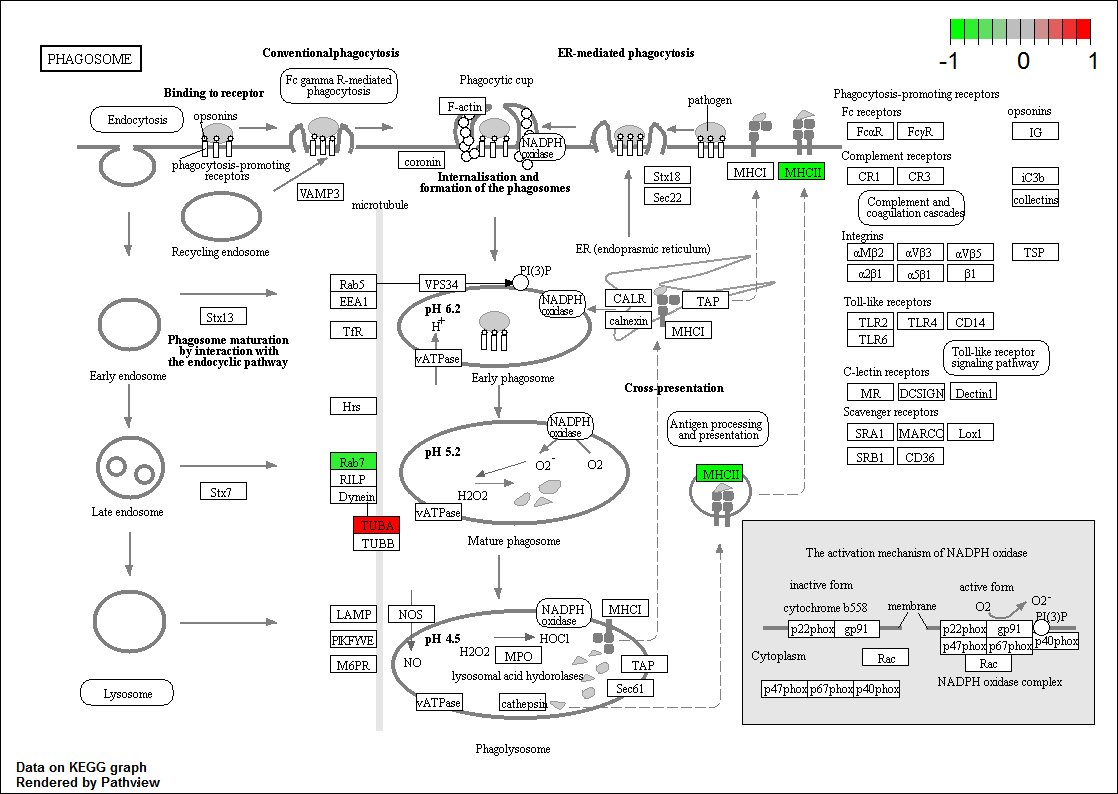 PHAGOSOME
Conventionalphagocytosis
ER-mediated phagocytosis
-1 0 1
Fc gamma R-mediated
phagocytosis
Phagocytic cup
Binding to receptor
Endocytosis
opsonins
F-actin
pathogen
NADPH
oxidase
phagocytosis-promoting
receptors
coronin
Internalisation and
formation of the phagosomes
VAMP3
Stx18
Sec22
MHCI
MHCII
microtubule
Recycling endosome
ER (endoprasmic reticulum)
Phagocytosis-promoting receptors
Fc receptors
opsonins
FcαR
FcγR
IG
Complement receptors
CR1
CR3
iC3b
collectins
Complement and
coagulation cascades
Integrins
αMβ2
αVβ3
αVβ5
TSP
α2β1
α5β1
β1
Toll-like receptors
TLR2
TLR4
CD14
TLR6
Toll-like receptor
signaling pathway
C-lectin receptors
MR
DCSIGN
Dectin1
Scavenger receptors
SRA1
MARCO
Lox1
SRB1
CD36
Rab5
EEA1
VPS34
PI(3)P
TfR
pH 6.2
H+
vATPase
NADPH
oxidase
CALR
calnexin
TAP
MHCI
Stx13
Phagosome maturation
by interaction with
the endocyclic pathway
Early endosome
Early phagosome
Cross-presentation
Hrs
Antigen processing
and presentation
NADPH
oxidase
pH 5.2
O2-
O2
H2O2
vATPase
Rab7
RILP
Dynein
TUBA
TUBB
Stx7
Late endosome
Mature phagosome
MHCII
LAMP
PIKFYVE
M6PR
NOS
NO
NADPH
oxidase
MHCI
pH 4.5
HOCl
H2O2
MPO
lysosomal acid hydorolases
TAP
Sec61
vATPase
cathepsin
Lysosome
Phagolysosome
The activation mechanism of NADPH oxidase
inactive form
active form
cytochrome b558
membrane
O2
O2-
PI(3)P
p22phox
gp91
p22phox
gp91
p47phox
p67phox
p40phox
Cytoplasm
Rac
Rac
NADPH oxidase complex
p47phox
p67phox
p40phox
Data on KEGG graph
Rendered by Pathview